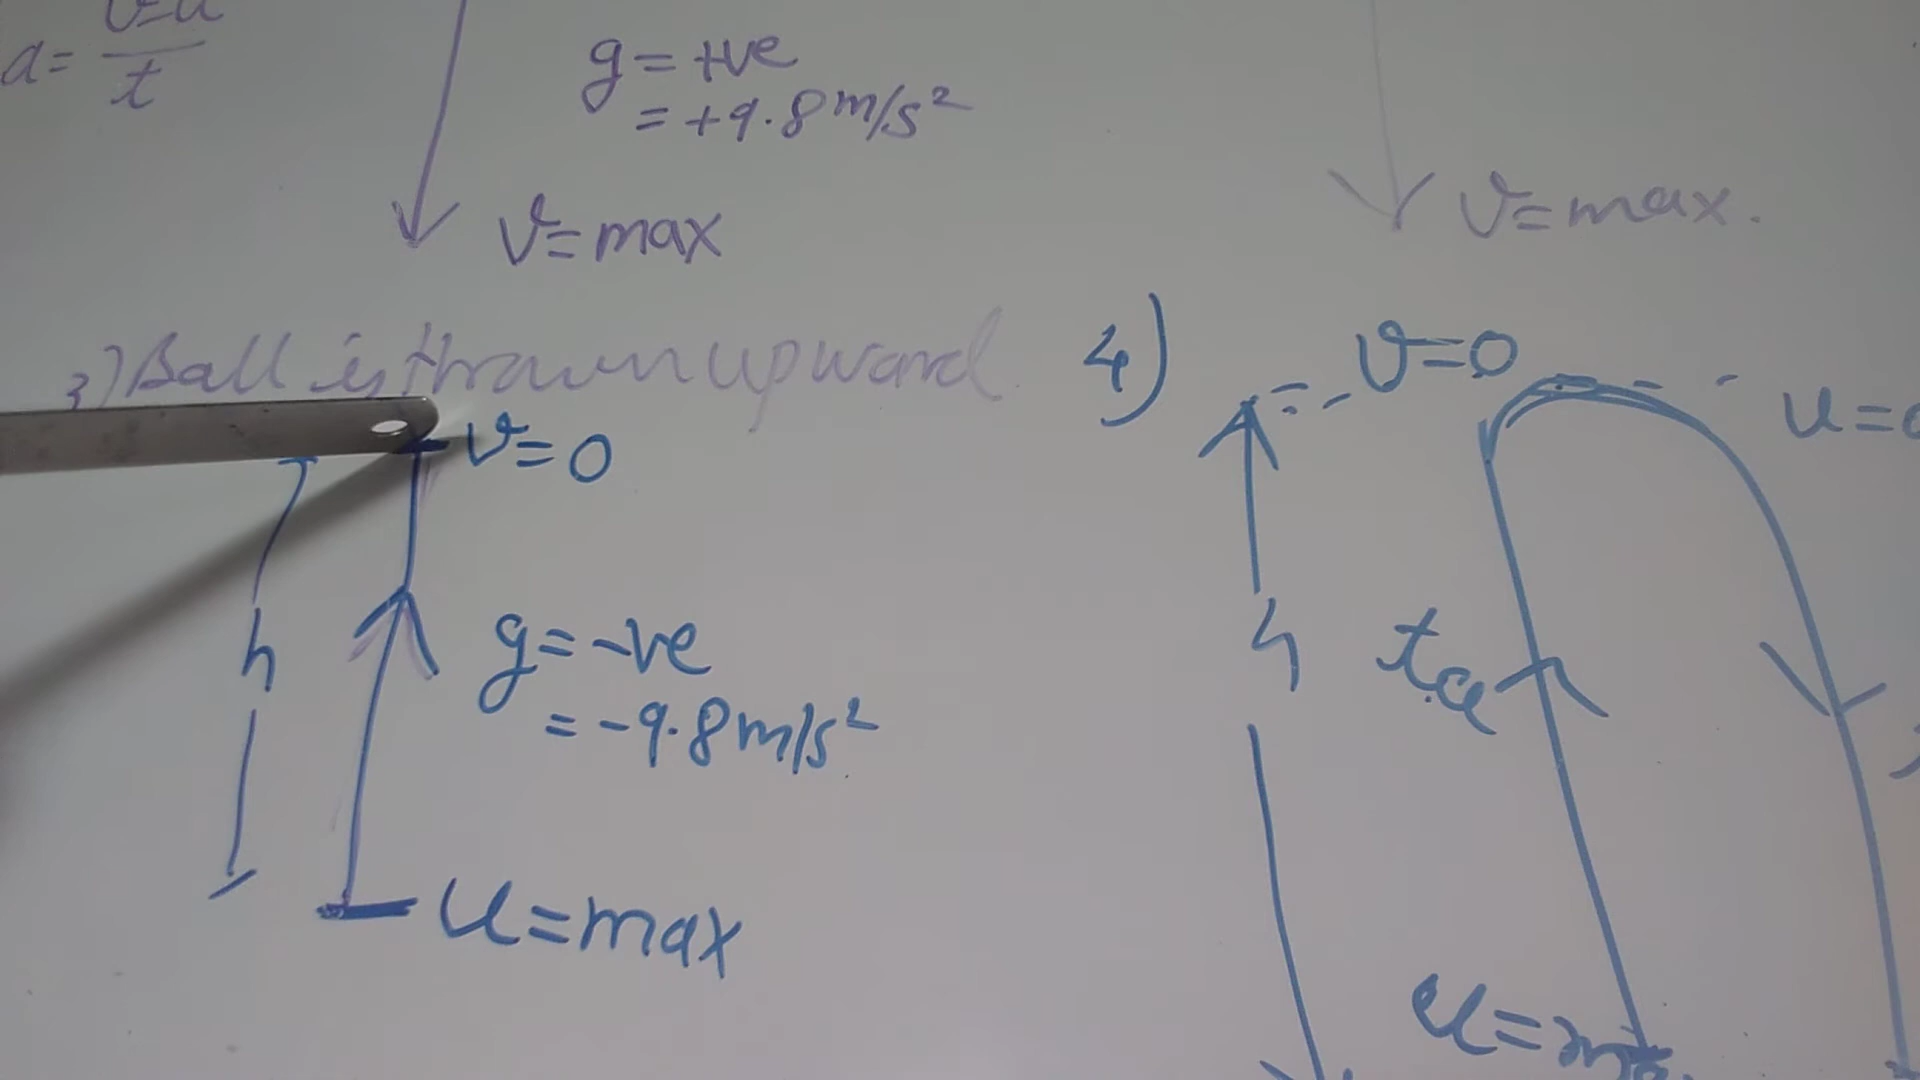 a = v-u
t
g = +ve
= +9.8 m/s²
v = max
v = max.
3) Ball is thrown upward
v = 0
h
g = -ve
= -9.8 m/s²
u = max
4)
v = 0
u =
h
ta
u =